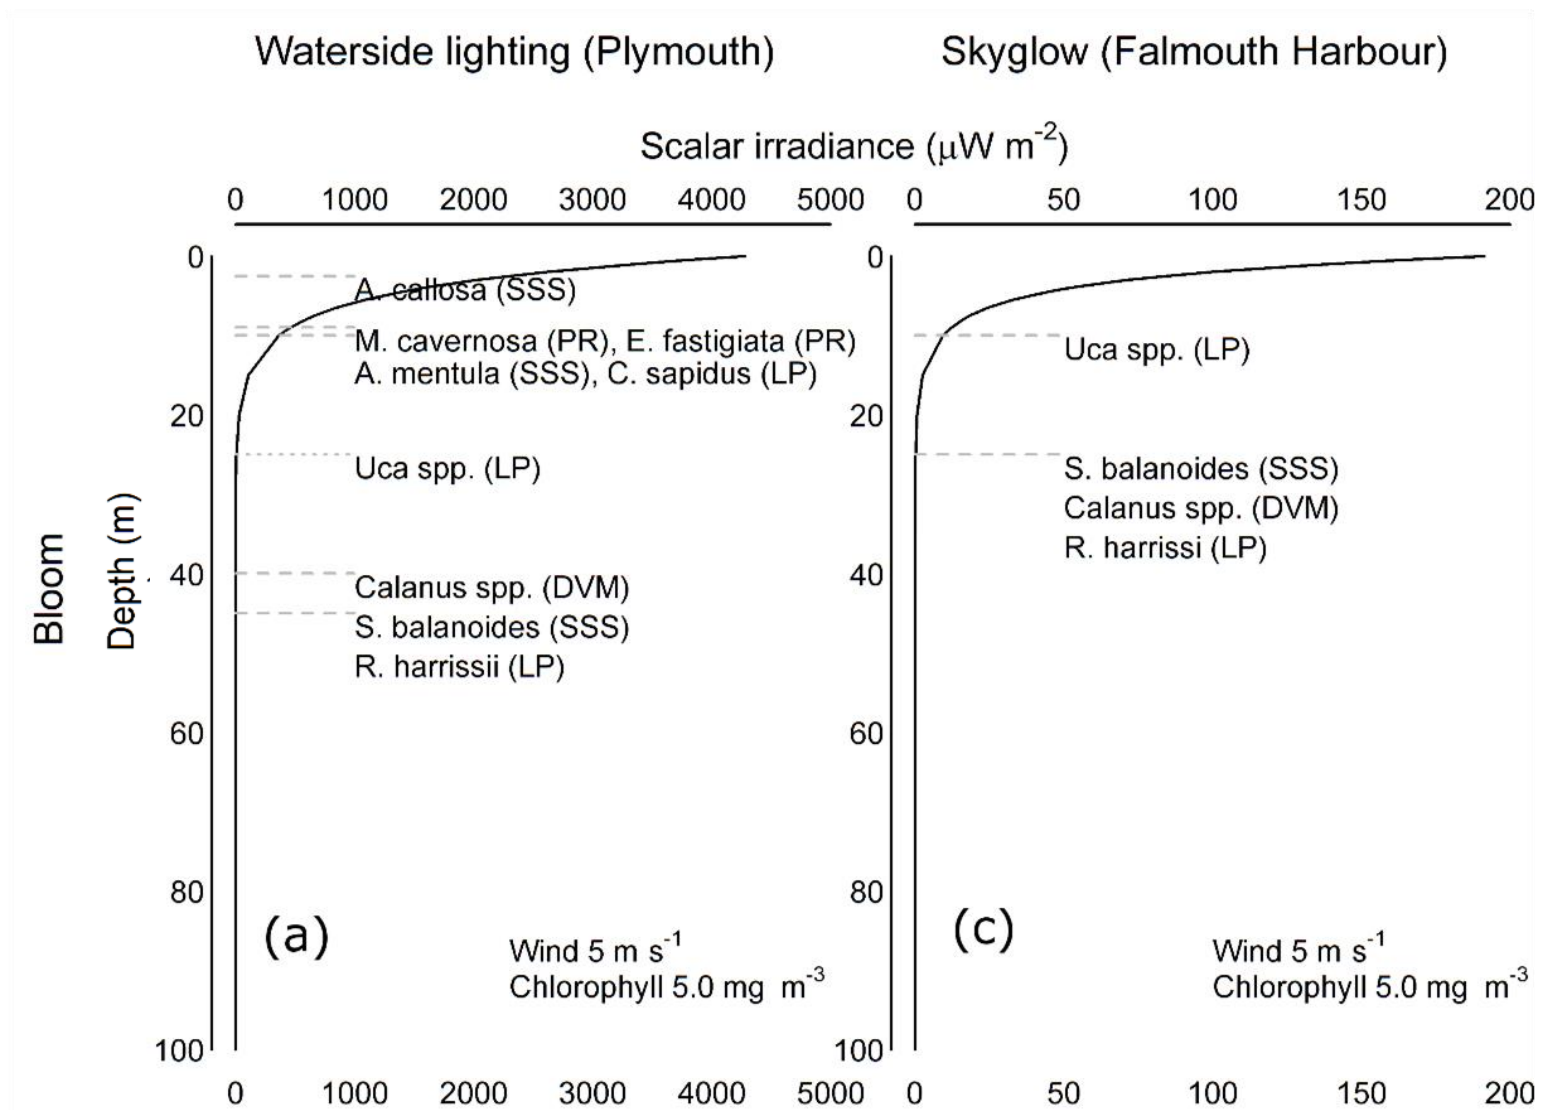 Waterside lighting (Plymouth)
Skyglow (Falmouth Harbour)
Scalar irradiance (μW m⁻²)
0 1000 2000 3000 4000 5000
0 50 100 150 200
Bloom
Depth (m)
0
20
40
60
80
100
A. callosa (SSS)
M. cavernosa (PR), E. fastigiata (PR)
A. mentula (SSS), C. sapidus (LP)
Uca spp. (LP)
Calanus spp. (DVM)
S. balanoides (SSS)
R. harrissii (LP)
(a)
Wind 5 m s⁻¹
Chlorophyll 5.0 mg m⁻³
0 1000 2000 3000 4000 5000
0
20
40
60
80
100
Uca spp. (LP)
S. balanoides (SSS)
Calanus spp. (DVM)
R. harrissi (LP)
(c)
Wind 5 m s⁻¹
Chlorophyll 5.0 mg m⁻³
0 50 100 150 200